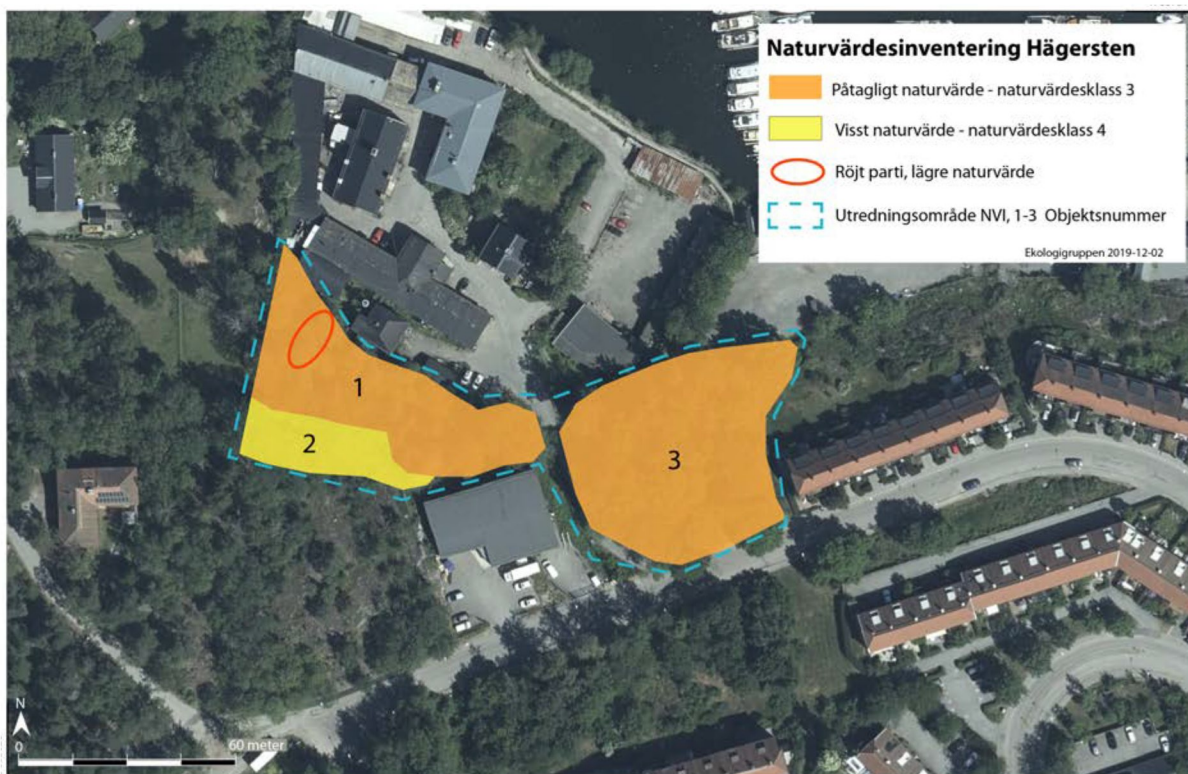 Naturvärdesinventering Hägersten
Påtagligt naturvärde - naturvärdesklass 3
Visst naturvärde - naturvärdesklass 4
Röjt parti, lägre naturvärde
Utredningsområde NVI, 1-3 Objektsnummer
Ekologigruppen 2019-12-02
1
2
3
N
0
60 meter